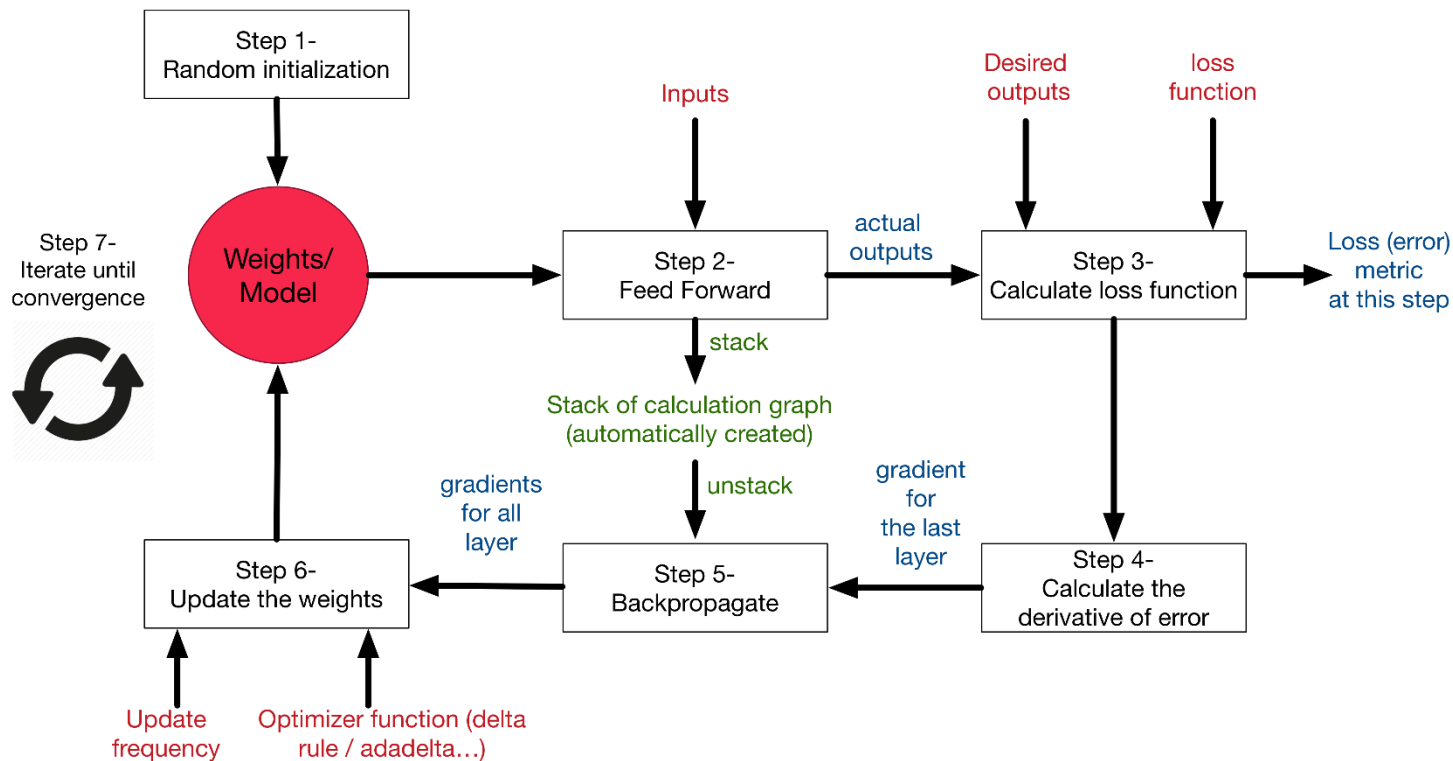 Step 1-
Random initialization
Inputs
Desired
outputs
loss
function
Step 7-
Iterate until
convergence
Weights/
Model
Step 2-
Feed Forward
actual
outputs
Step 3-
Calculate loss function
Loss (error)
metric
at this step
stack
Stack of calculation graph
(automatically created)
unstack
gradients
for all
layer
gradient
for
the last
layer
Step 6-
Update the weights
Step 5-
Backpropagate
Step 4-
Calculate the
derivative of error
Update
frequency
Optimizer function (delta
rule / adadelta...)